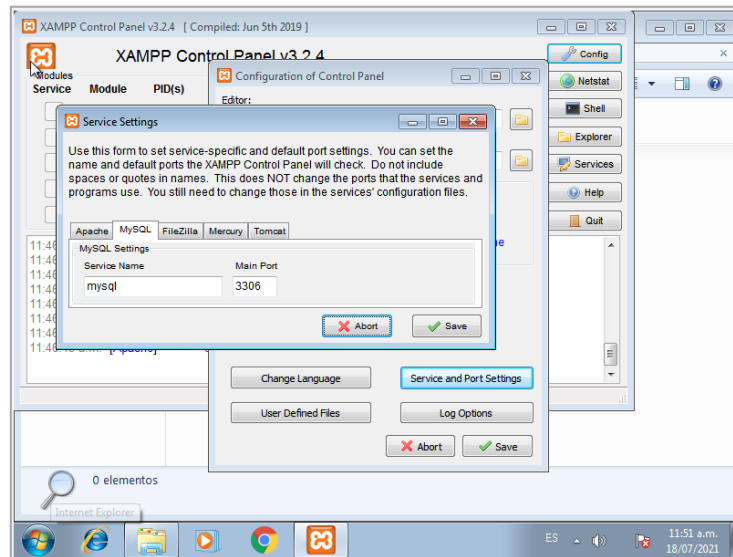 XAMPP Control Panel v3.2.4 [ Compiled: Jun 5th 2019 ]
XAMPP Control Panel v3.2.4
Modules
Service Module PID(s)
Config
Netstat
Shell
Explorer
Services
Help
Quit
Configuration of Control Panel
Editor:
Service Settings
Use this form to set service-specific and default port settings. You can set the
name and default ports the XAMPP Control Panel will check. Do not include
spaces or quotes in names. This does NOT change the ports that the services and
programs use. You still need to change those in the services' configuration files.
Apache MySQL FileZilla Mercury Tomcat
MySQL Settings
Service Name Main Port
mysql 3306
Abort Save
Change Language Service and Port Settings
User Defined Files Log Options
Abort Save
0 elementos
Internet Explorer
ES 11:51 a.m.
18/07/2021